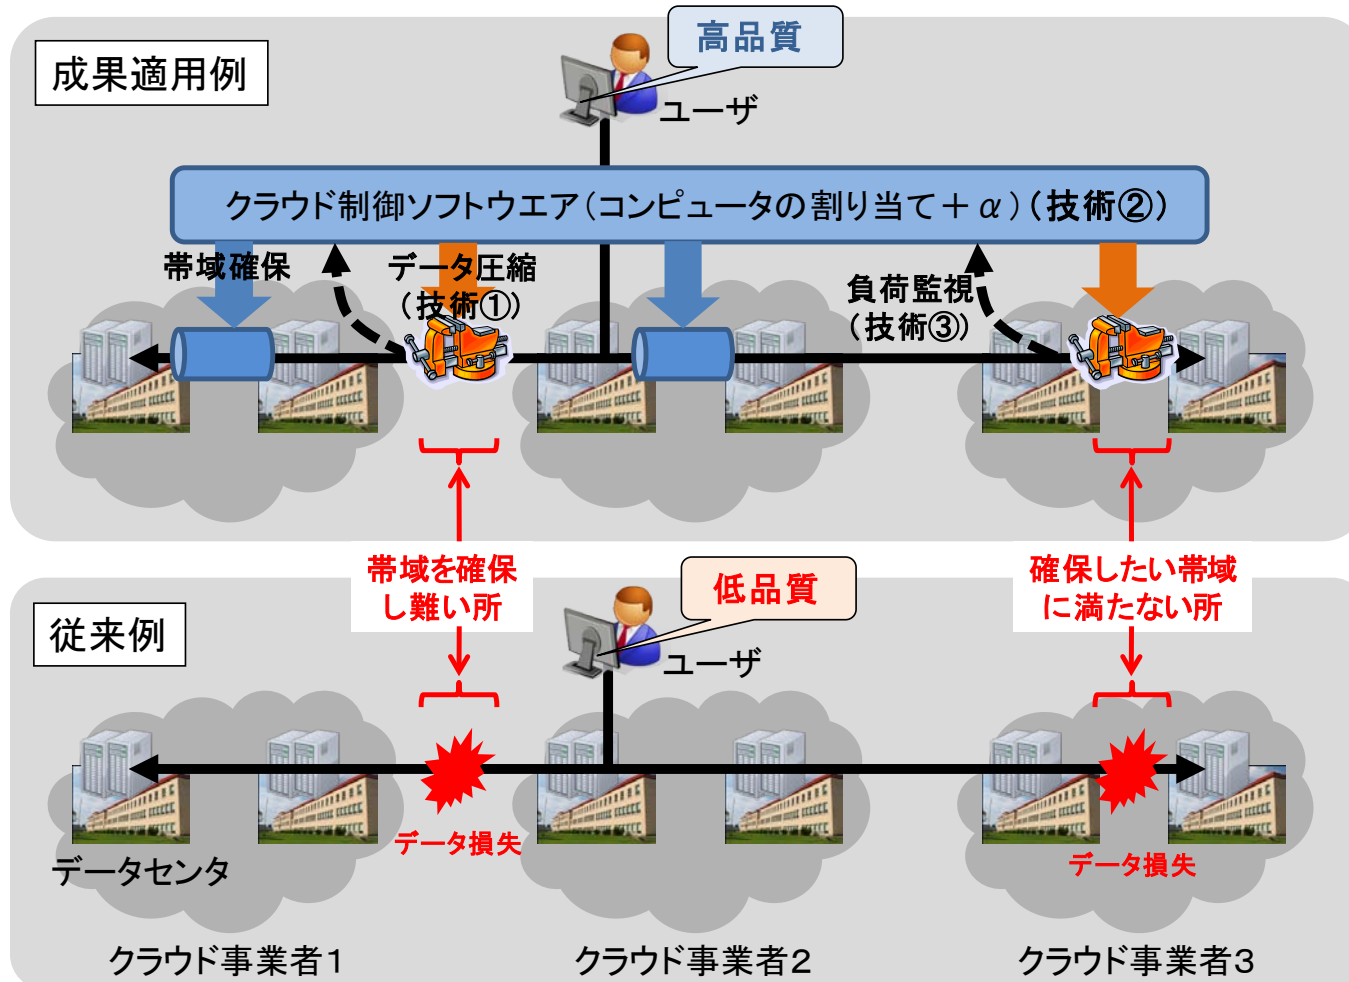 高品質
成果適用例
ユーザ
クラウド制御ソフトウエア（コンピュータの割り当て＋α）（技術②）
帯域確保
データ圧縮
（技術①）
負荷監視
（技術③）
帯域を確保
し難い所
確保したい帯域
に満たない所
低品質
従来例
ユーザ
データ損失
データ損失
データセンタ
クラウド事業者１
クラウド事業者２
クラウド事業者３